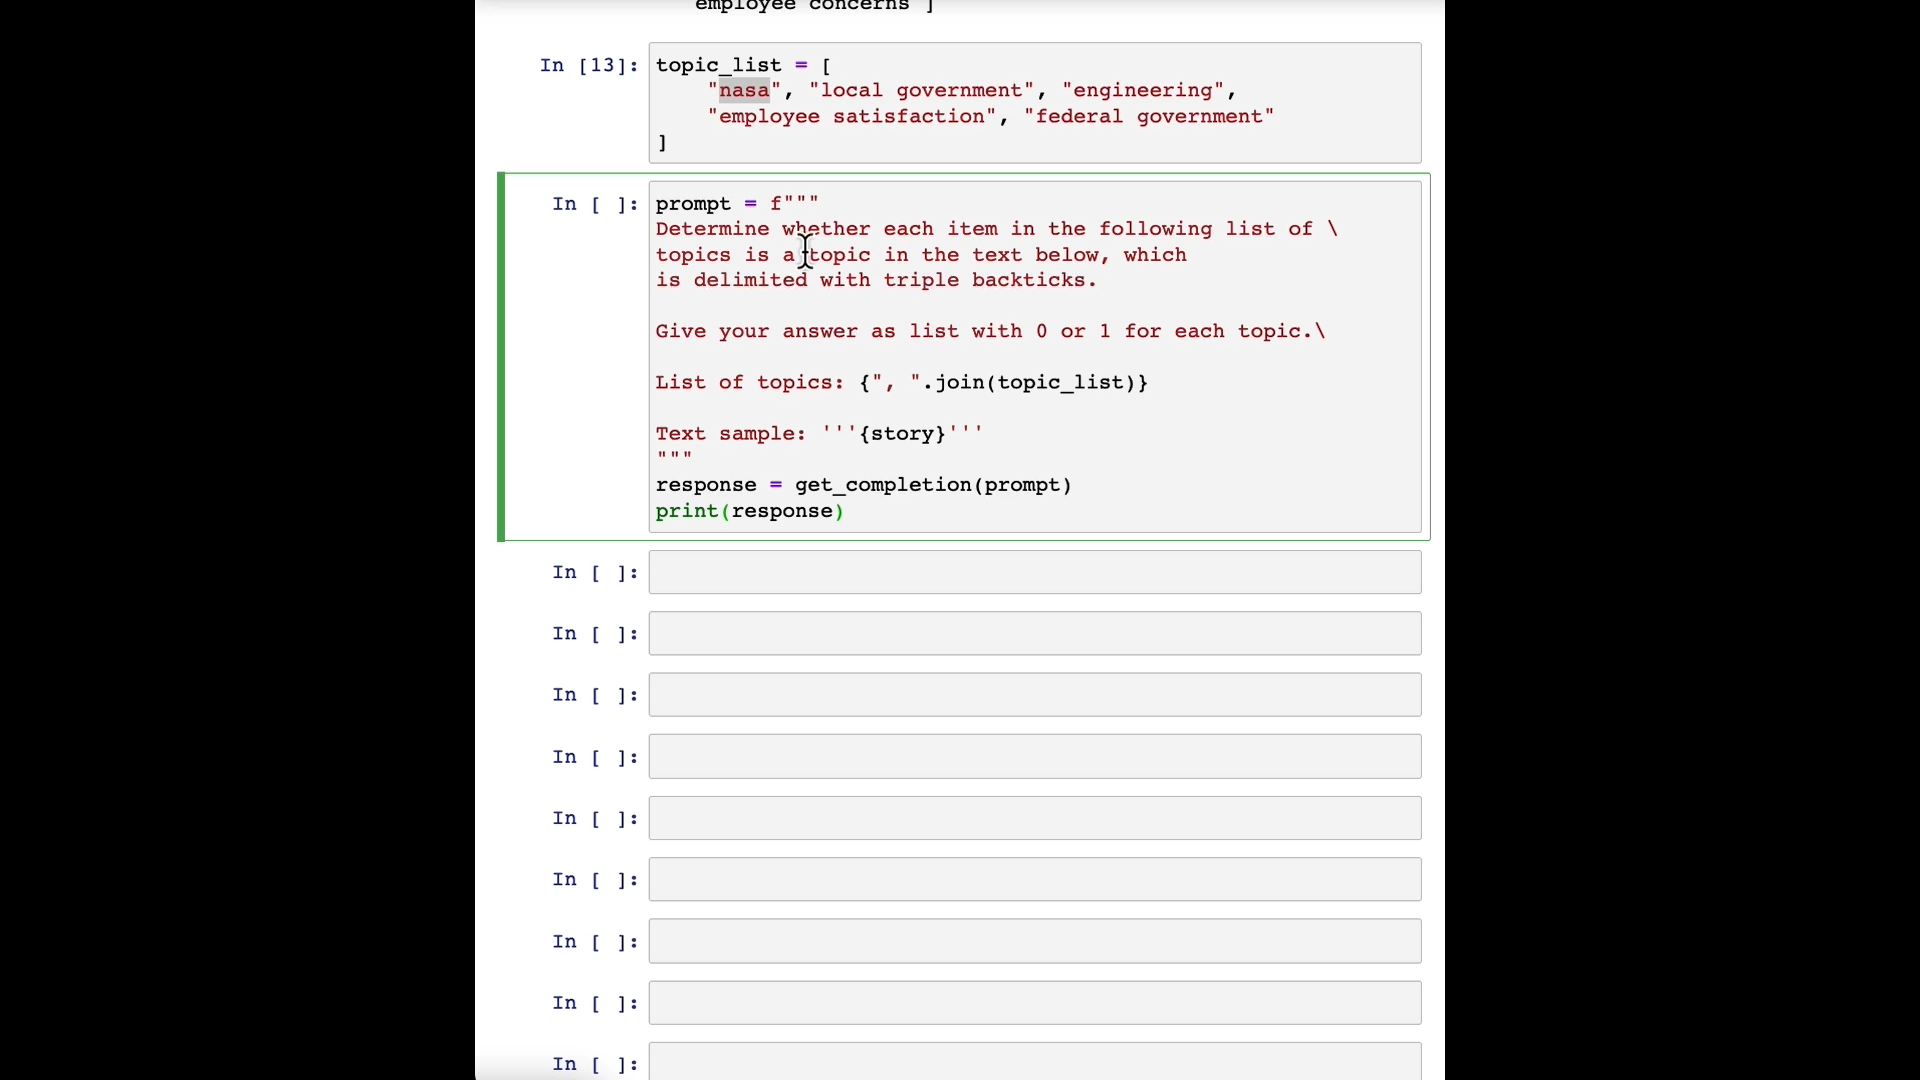 employee concerns ]
In [13]: topic_list = [
"nasa", "local government", "engineering",
"employee satisfaction", "federal government"
]
In [ ]: prompt = f"""
Determine whether each item in the following list of \
topics is a topic in the text below, which
is delimited with triple backticks.
Give your answer as list with 0 or 1 for each topic.\
List of topics: {", ".join(topic_list)}
Text sample: '''{story}'''
"""
response = get_completion(prompt)
print(response)
In [ ]:
In [ ]:
In [ ]:
In [ ]:
In [ ]:
In [ ]:
In [ ]:
In [ ]:
In [ ]: